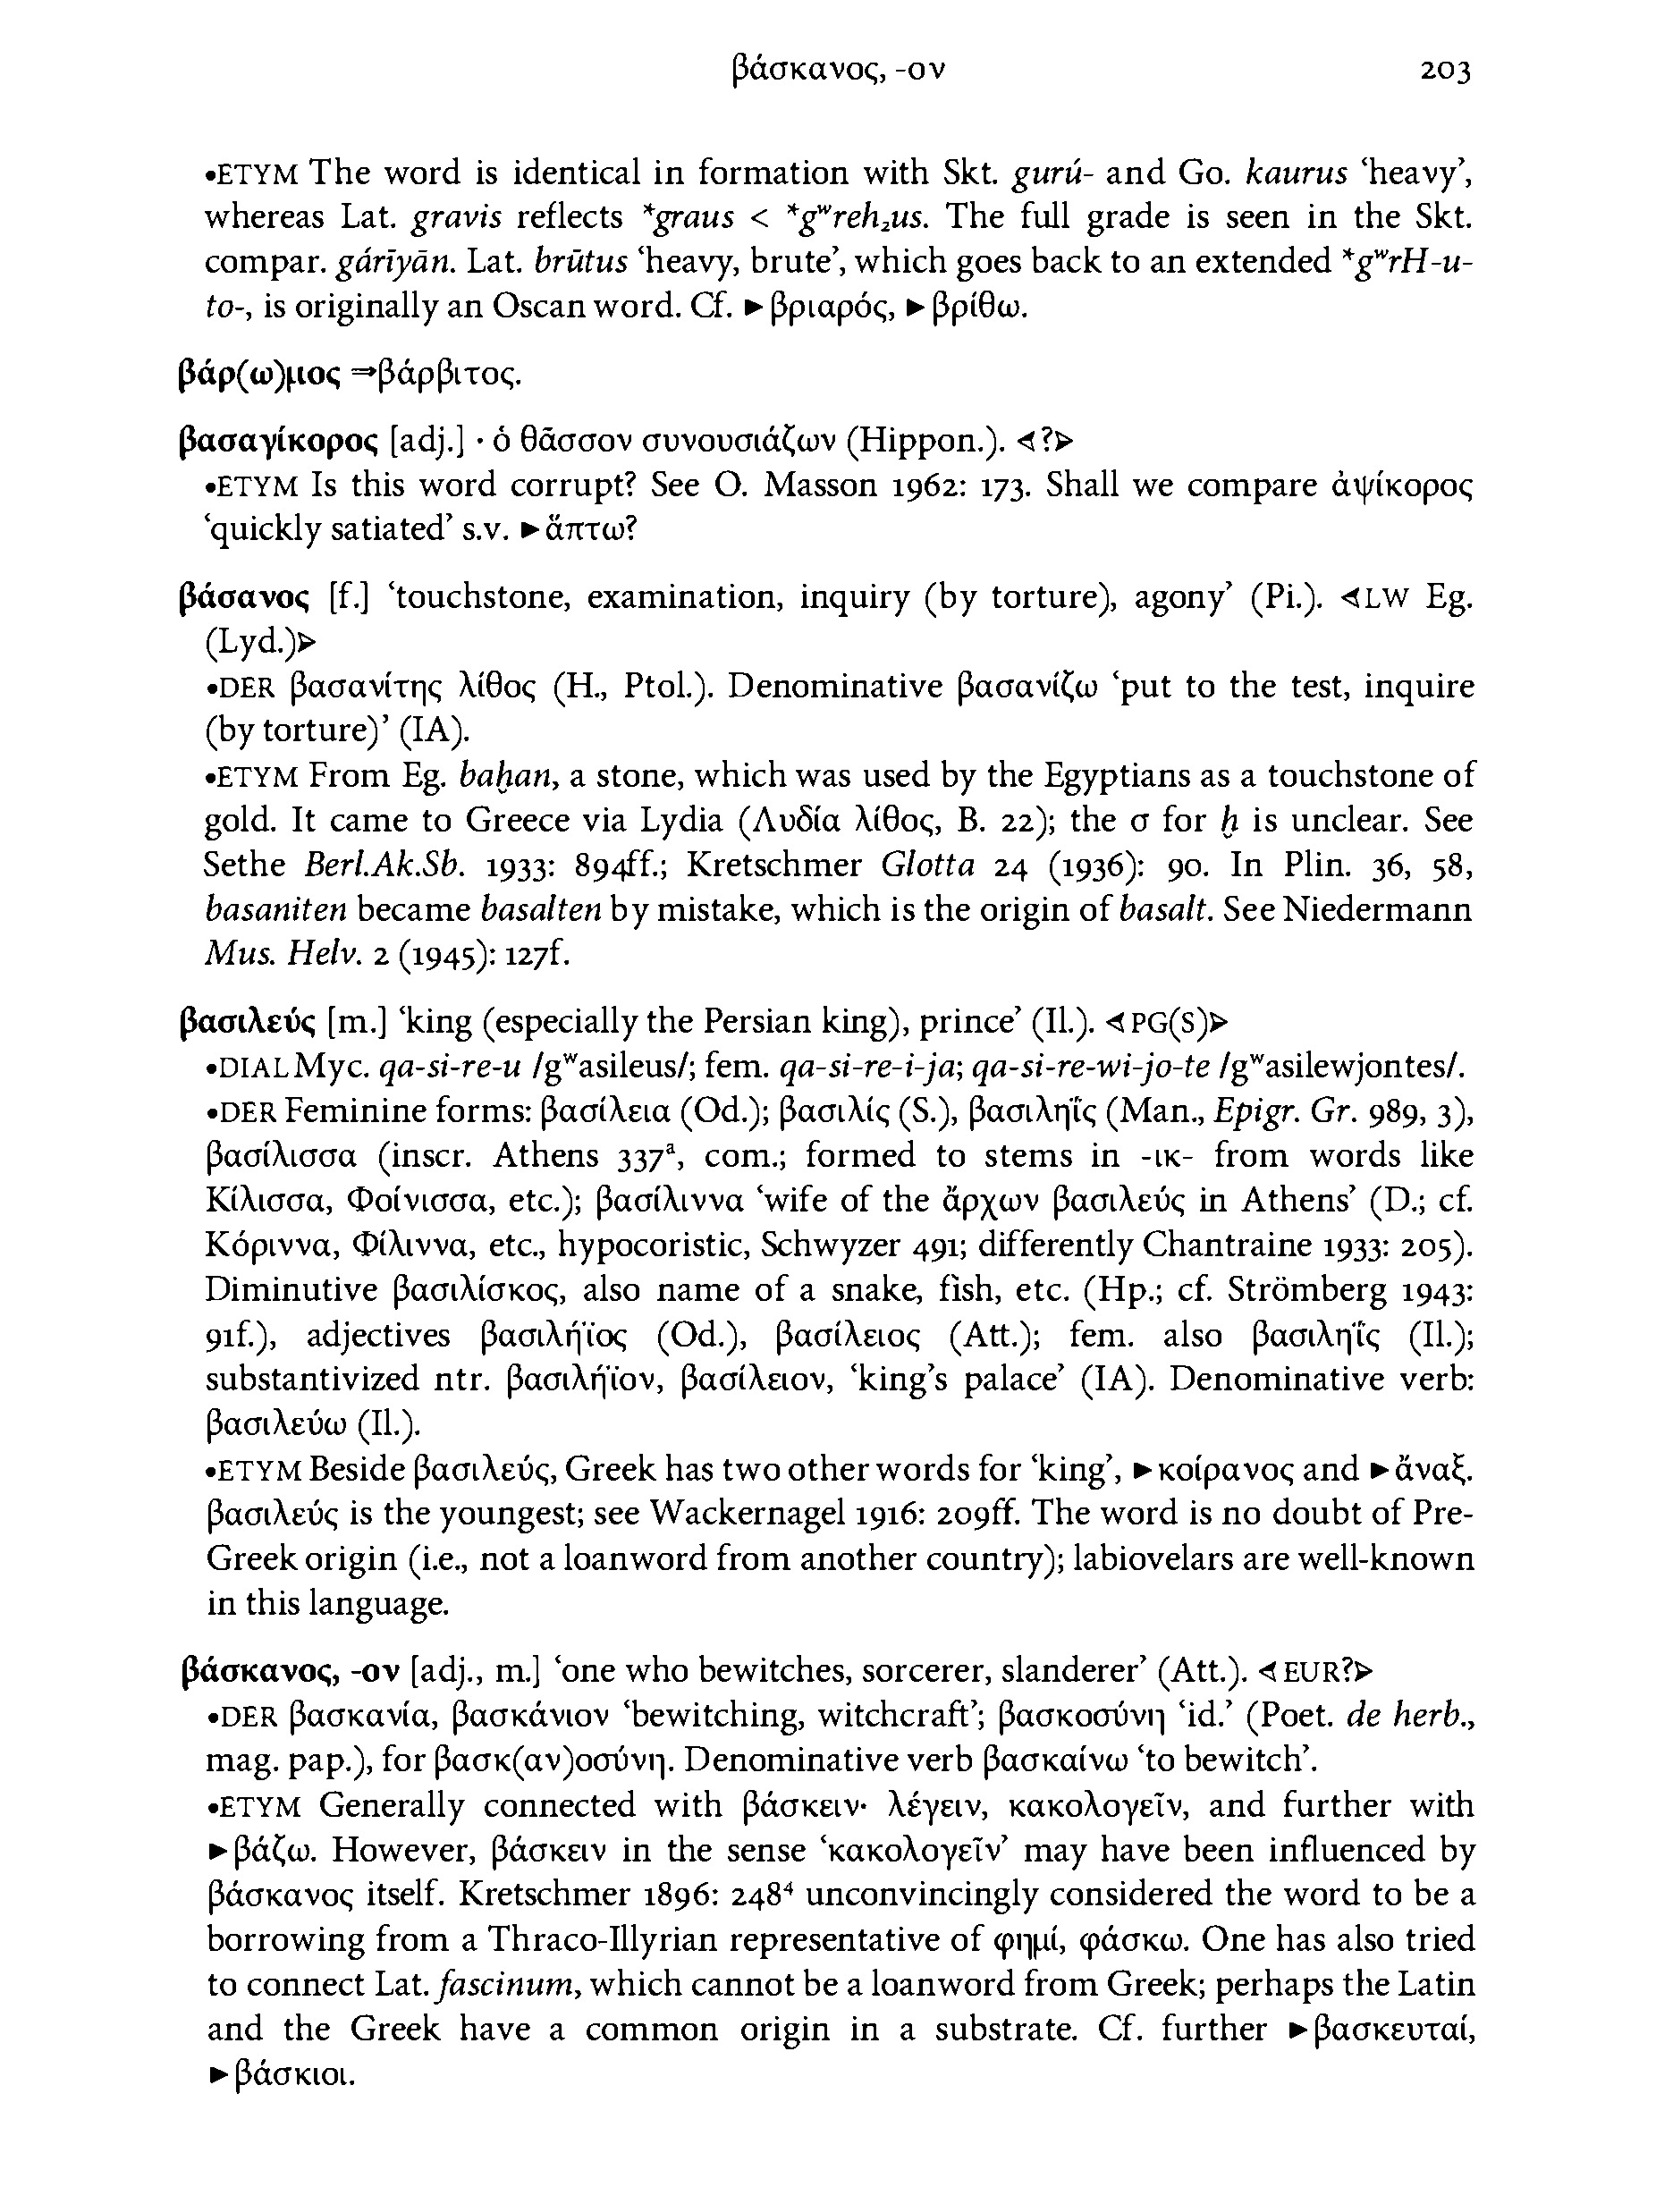 βάσκανος, -ον 203
•ETYM The word is identical in formation with Skt. gurú- and Go. kaurus ‘heavy’,
whereas Lat. gravis reflects *graus < *gʷreh₂us. The full grade is seen in the Skt.
compar. gárīyān. Lat. brūtus ‘heavy, brute’, which goes back to an extended *gʷrH-u-
to-, is originally an Oscan word. Cf. ►βριαρός, ►βρίθω.
βάρ(ω)μος ⇒βάρβιτος.
βασαγίκορος [adj.] · ὁ θᾶσσον συνουσιάζων (Hippon.). ◁?▷
•ETYM Is this word corrupt? See O. Masson 1962: 173. Shall we compare ἁψίκορος
‘quickly satiated’ s.v. ►ἅπτω?
βάσανος [f.] ‘touchstone, examination, inquiry (by torture), agony’ (Pi.). ◁LW Eg.
(Lyd.)▷
•DER βασανίτης λίθος (H., Ptol.). Denominative βασανίζω ‘put to the test, inquire
(by torture)’ (IA).
•ETYM From Eg. baḫan, a stone, which was used by the Egyptians as a touchstone of
gold. It came to Greece via Lydia (Λυδία λίθος, B. 22); the σ for ḫ is unclear. See
Sethe Berl.Ak.Sb. 1933: 894ff.; Kretschmer Glotta 24 (1936): 90. In Plin. 36, 58,
basaniten became basalten by mistake, which is the origin of basalt. See Niedermann
Mus. Helv. 2 (1945): 127f.
βασιλεύς [m.] ‘king (especially the Persian king), prince’ (Il.). ◁PG(S)▷
•DIAL Myc. qa-si-re-u /gʷasileus/; fem. qa-si-re-i-ja; qa-si-re-wi-jo-te /gʷasilewjontes/.
•DER Feminine forms: βασίλεια (Od.); βασιλίς (S.), βασιληΐς (Man., Epigr. Gr. 989, 3),
βασίλισσα (inscr. Athens 337ᵃ, com.; formed to stems in -ικ- from words like
Κίλισσα, Φοίνισσα, etc.); βασίλιννα ‘wife of the ἄρχων βασιλεύς in Athens’ (D.; cf.
Κόριννα, Φίλιννα, etc., hypocoristic, Schwyzer 491; differently Chantraine 1933: 205).
Diminutive βασιλίσκος, also name of a snake, fish, etc. (Hp.; cf. Strömberg 1943:
91f.), adjectives βασιλήϊος (Od.), βασίλειος (Att.); fem. also βασιληΐς (Il.);
substantivized ntr. βασιλήϊον, βασίλειον, ‘king’s palace’ (IA). Denominative verb:
βασιλεύω (Il.).
•ETYM Beside βασιλεύς, Greek has two other words for ‘king’, ►κοίρανος and ►ἄναξ.
βασιλεύς is the youngest; see Wackernagel 1916: 209ff. The word is no doubt of Pre-
Greek origin (i.e., not a loanword from another country); labiovelars are well-known
in this language.
βάσκανος, -ον [adj., m.] ‘one who bewitches, sorcerer, slanderer’ (Att.). ◁EUR?▷
•DER βασκανία, βασκάνιον ‘bewitching, witchcraft’; βασκοσύνη ‘id.’ (Poet. de herb.,
mag. pap.), for βασκ(αν)οσύνη. Denominative verb βασκαίνω ‘to bewitch’.
•ETYM Generally connected with βάσκειν· λέγειν, κακολογεῖν, and further with
►βάζω. However, βάσκειν in the sense ‘κακολογεῖν’ may have been influenced by
βάσκανος itself. Kretschmer 1896: 248⁴ unconvincingly considered the word to be a
borrowing from a Thraco-Illyrian representative of φημί, φάσκω. One has also tried
to connect Lat. fascinum, which cannot be a loanword from Greek; perhaps the Latin
and the Greek have a common origin in a substrate. Cf. further ►βασκευταί,
►βάσκιοι.